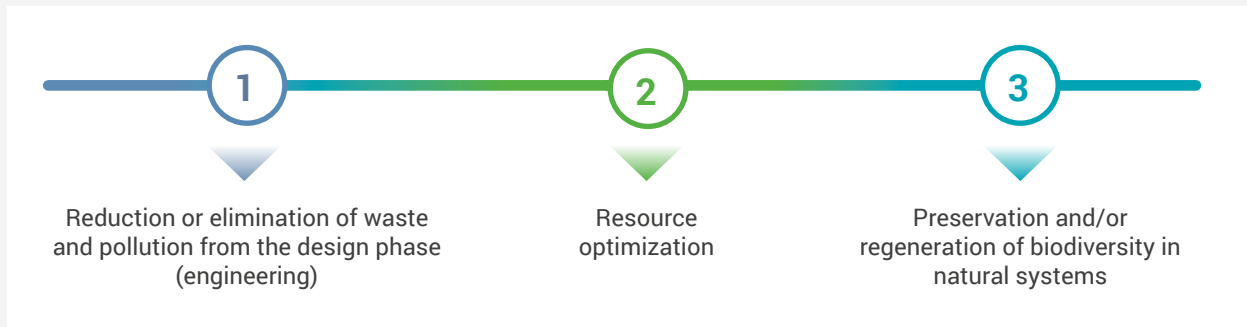 1
Reduction or elimination of waste
and pollution from the design phase
(engineering)
2
Resource
optimization
3
Preservation and/or
regeneration of biodiversity in
natural systems